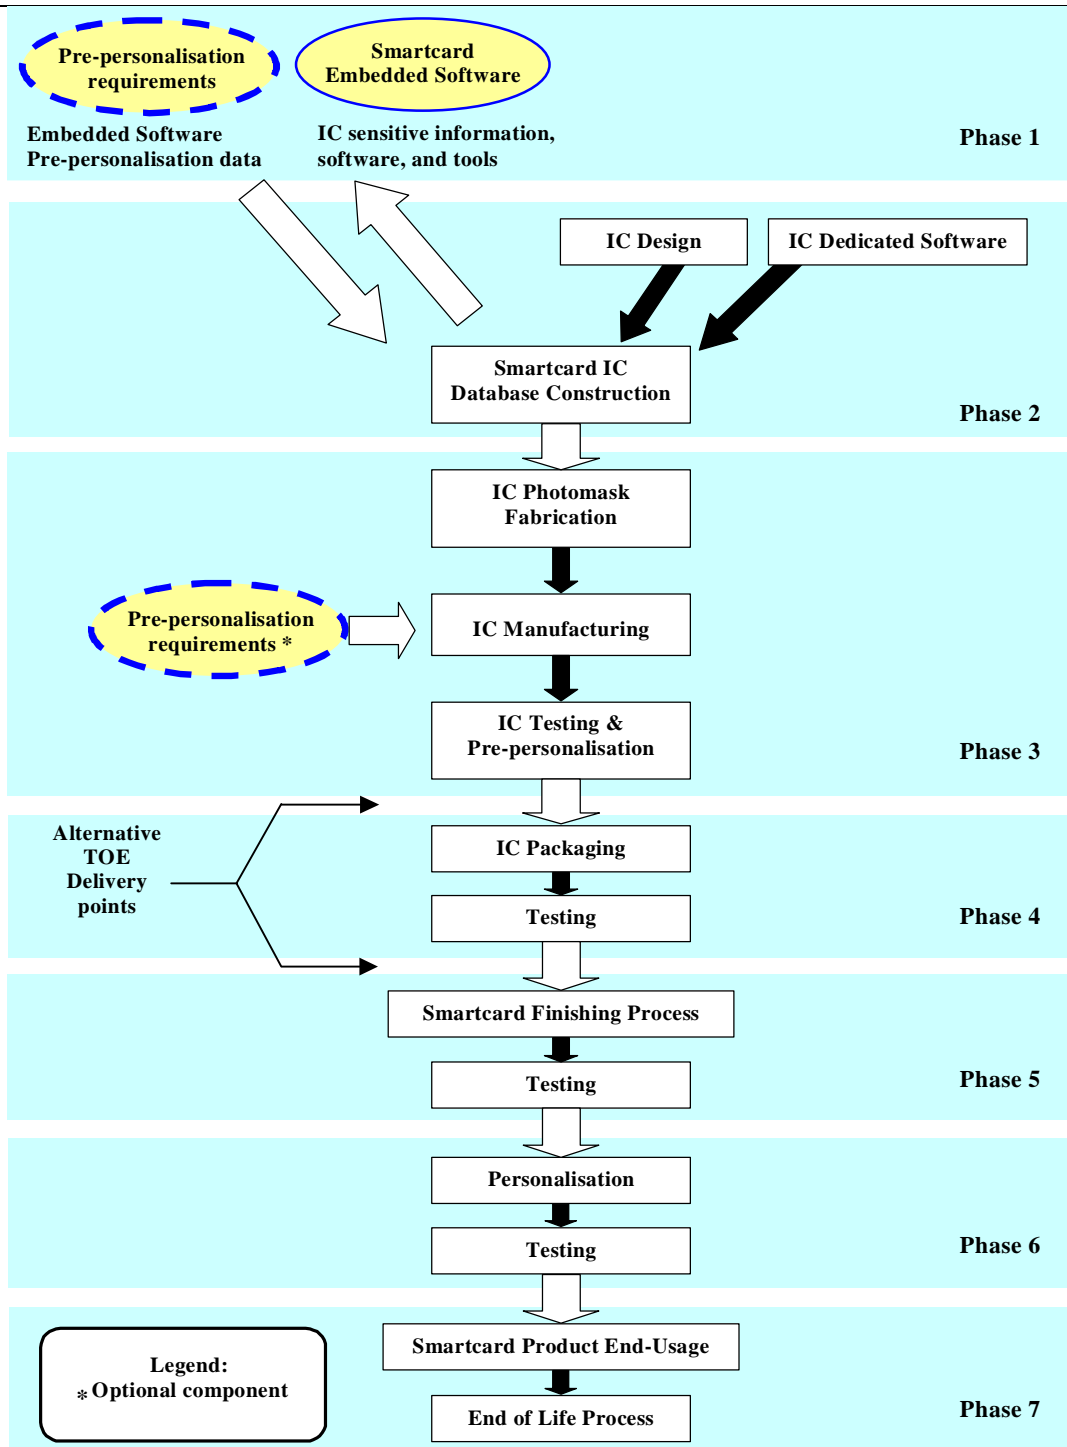 Pre-personalisation
requirements
Smartcard
Embedded Software
Embedded Software
Pre-personalisation data
IC sensitive information,
software, and tools
Phase 1
IC Design
IC Dedicated Software
Smartcard IC
Database Construction
Phase 2
IC Photomask
Fabrication
Pre-personalisation
requirements *
IC Manufacturing
IC Testing &
Pre-personalisation
Phase 3
Alternative
TOE
Delivery
points
IC Packaging
Testing
Phase 4
Smartcard Finishing Process
Testing
Phase 5
Personalisation
Testing
Phase 6
Smartcard Product End-Usage
End of Life Process
Phase 7
Legend:
* Optional component